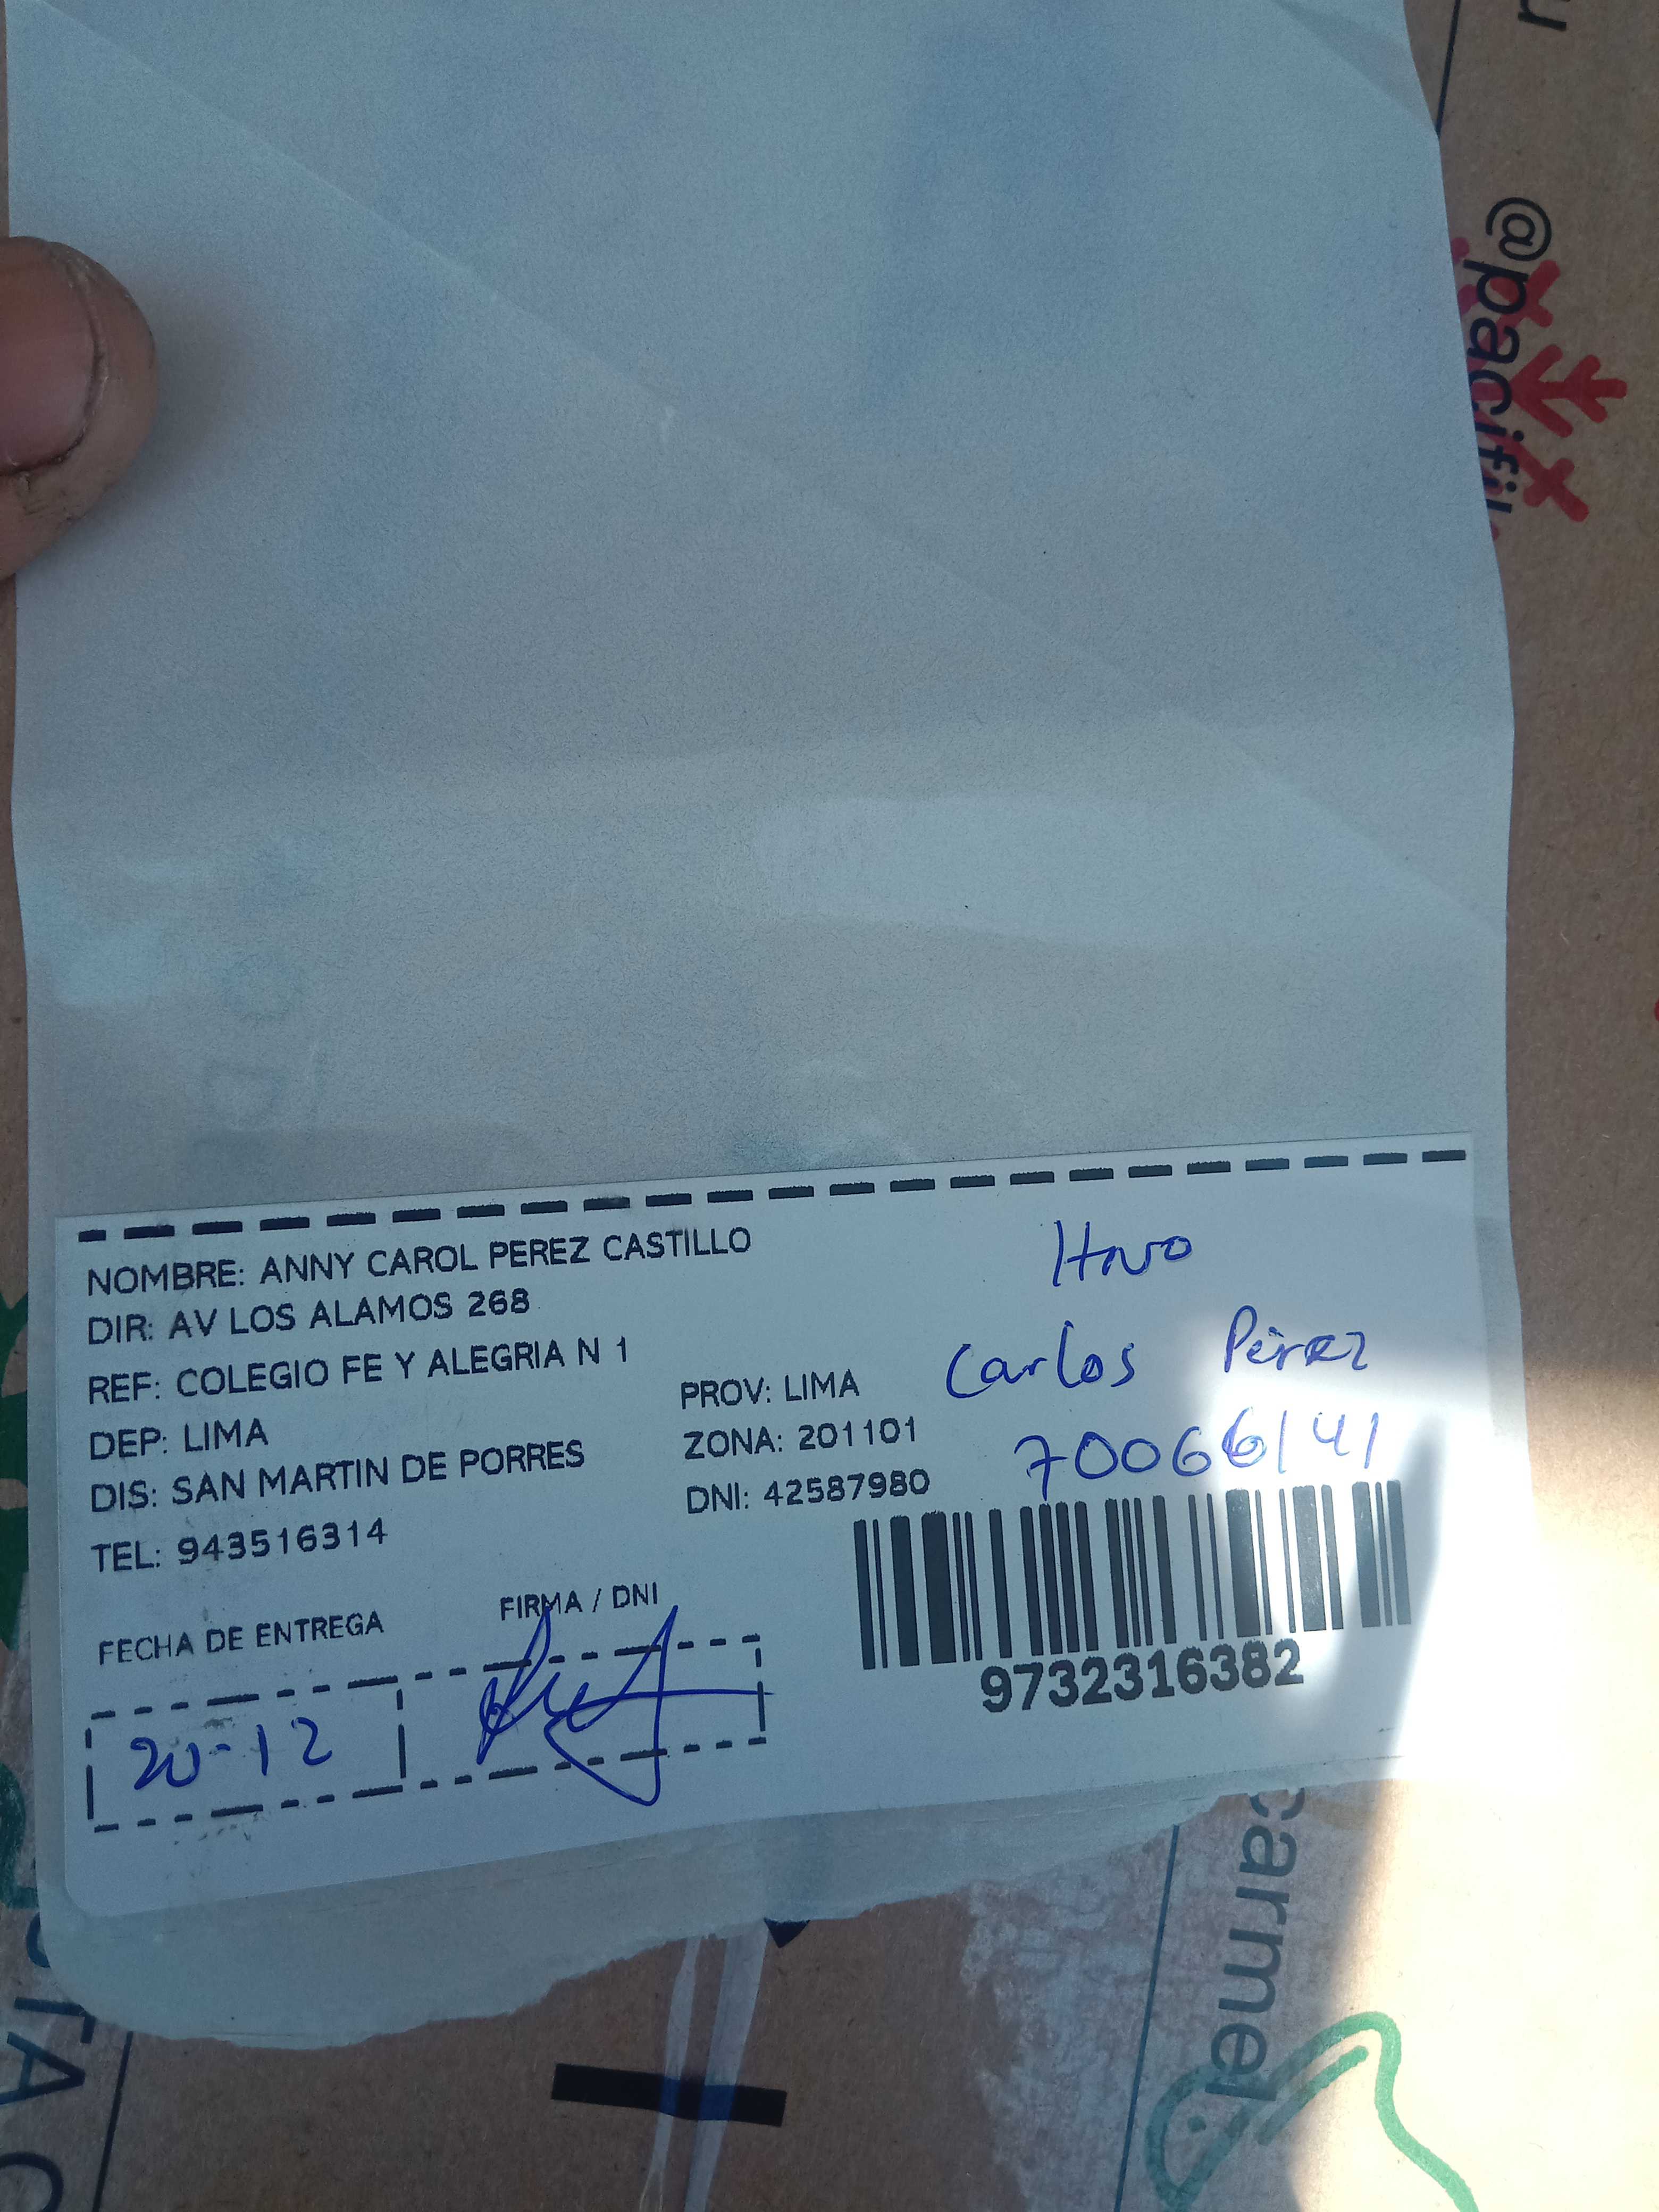 @pacifi
NOMBRE: ANNY CAROL PEREZ CASTILLO
DIR: AV LOS ALAMOS 268
REF: COLEGIO FE Y ALEGRIA N 1
DEP: LIMA
PROV: LIMA
DIS: SAN MARTIN DE PORRES
ZONA: 201101
TEL: 943516314
DNI: 42587980
Hno
Carlos Pérez
70066141
FECHA DE ENTREGA
FIRMA / DNI
20-12
9732316382
carmel